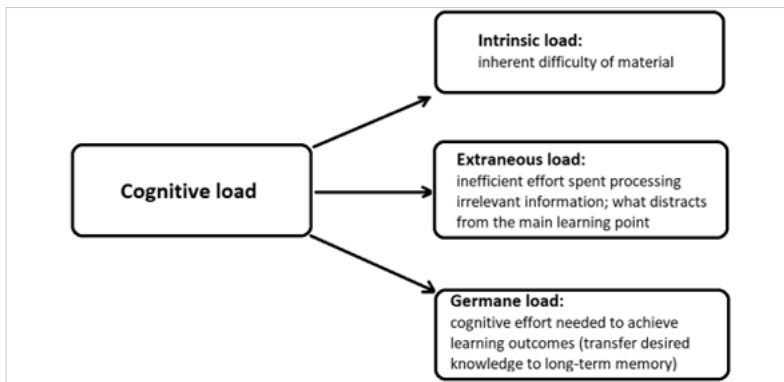 Cognitive load
Intrinsic load:
inherent difficulty of material
Extraneous load:
inefficient effort spent processing
irrelevant information; what distracts
from the main learning point
Germane load:
cognitive effort needed to achieve
learning outcomes (transfer desired
knowledge to long-term memory)